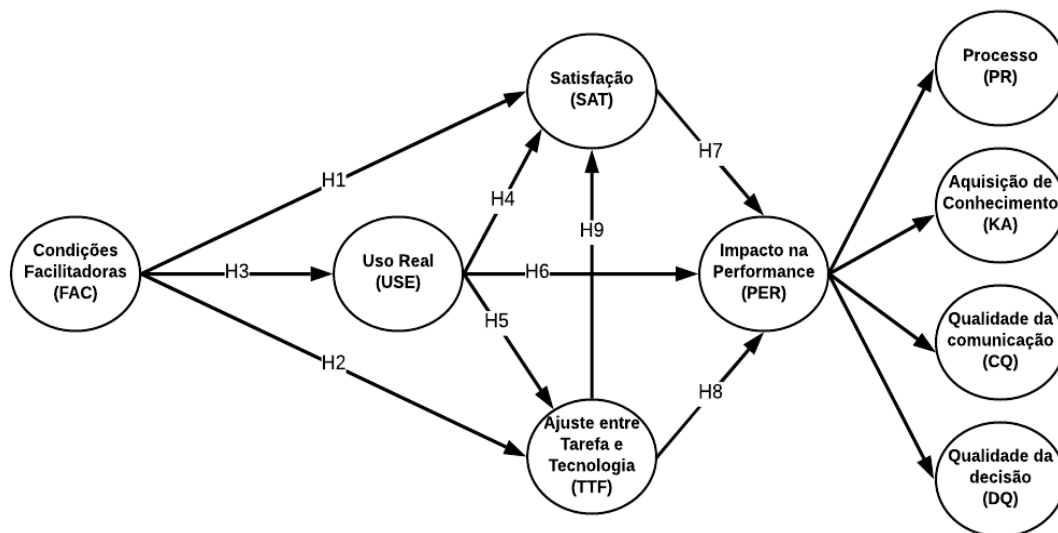 Processo
(PR)
Satisfação
(SAT)
H7
H1
H4
Aquisição de
Conhecimento
(KA)
H9
Condições
Facilitadoras
(FAC)
H3
Uso Real
(USE)
H6
Impacto na
Performance
(PER)
H5
Qualidade da
comunicação
(CQ)
H2
H8
Ajuste entre
Tarefa e
Tecnologia
(TTF)
Qualidade da
decisão
(DQ)